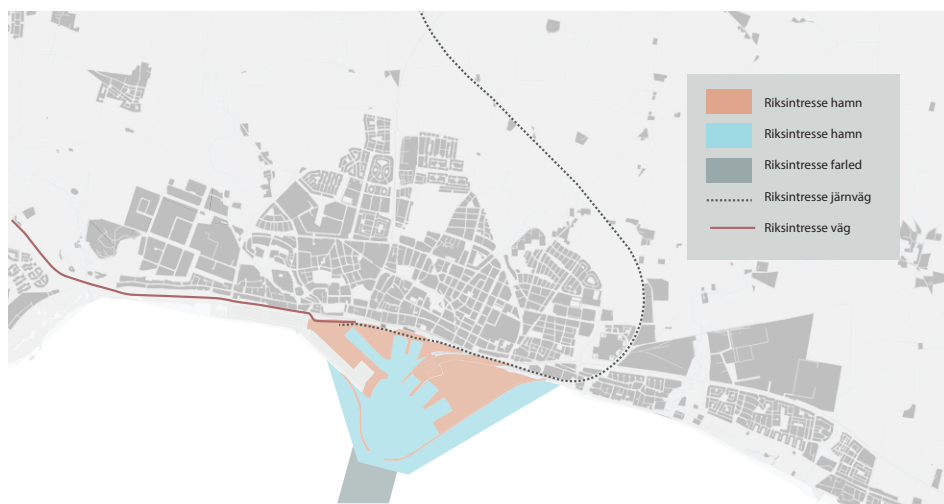 Riksintresse hamn
Riksintresse hamn
Riksintresse farled
Riksintresse järnväg
Riksintresse väg